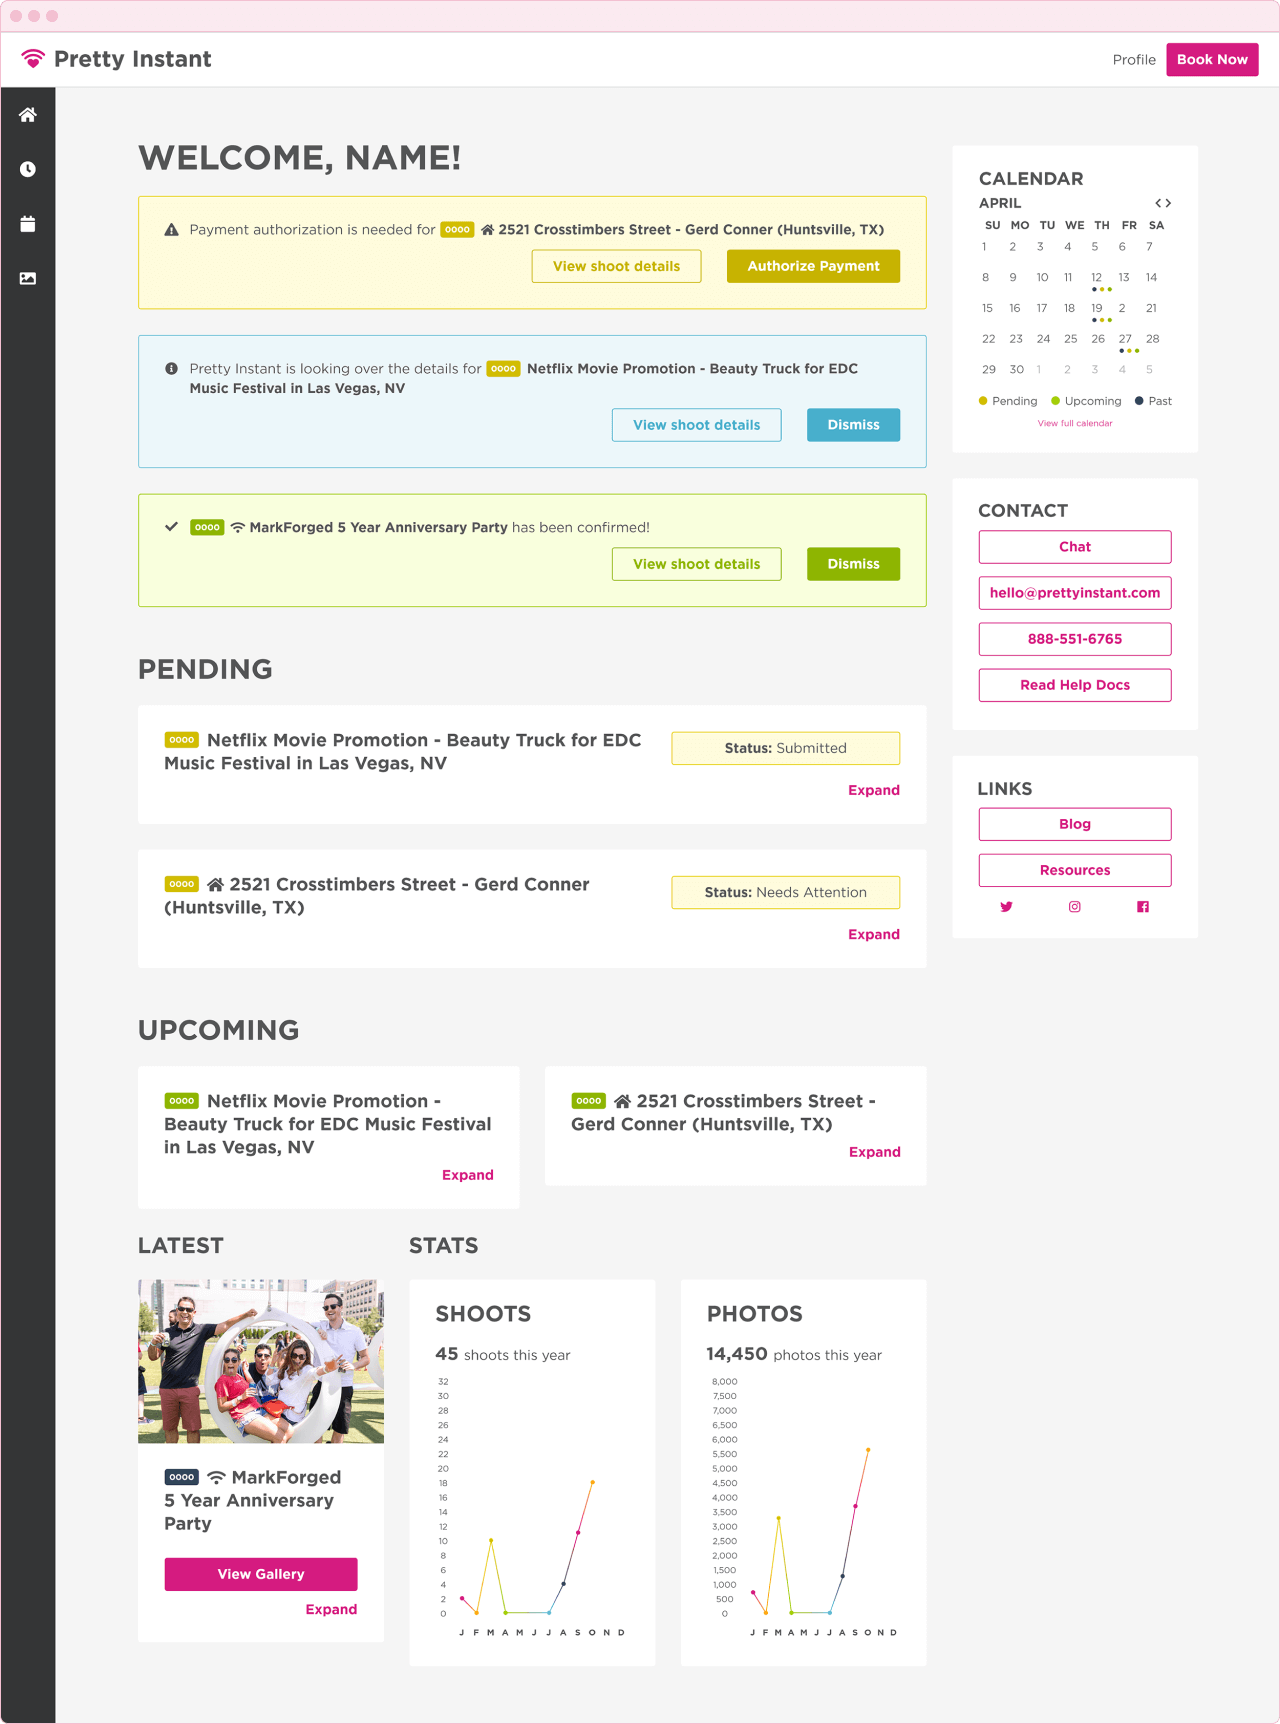 Pretty Instant
Profile
Book Now
WELCOME, NAME!
Payment authorization is needed for 0000 2521 Crosstimbers Street - Gerd Conner (Huntsville, TX)
View shoot details
Authorize Payment
Pretty Instant is looking over the details for 0000 Netflix Movie Promotion - Beauty Truck for EDC
Music Festival in Las Vegas, NV
View shoot details
Dismiss
0000 MarkForged 5 Year Anniversary Party has been confirmed!
View shoot details
Dismiss
PENDING
0000 Netflix Movie Promotion - Beauty Truck for EDC
Music Festival in Las Vegas, NV
Status: Submitted
Expand
0000 2521 Crosstimbers Street - Gerd Conner
(Huntsville, TX)
Status: Needs Attention
Expand
UPCOMING
0000 Netflix Movie Promotion -
Beauty Truck for EDC Music Festival
in Las Vegas, NV
Expand
0000 2521 Crosstimbers Street -
Gerd Conner (Huntsville, TX)
Expand
LATEST
0000 MarkForged
5 Year Anniversary
Party
View Gallery
Expand
STATS
SHOOTS
45 shoots this year
32
30
28
26
24
22
20
18
16
14
12
10
8
6
4
2
0
J F M A M J J A S O N D
PHOTOS
14,450 photos this year
8,000
7,500
7,000
6,500
6,000
5,500
5,000
4,500
4,000
3,500
3,000
2,500
2,000
1,500
1,000
500
0
J F M A M J J A S O N D
CALENDAR
APRIL
SU MO TU WE TH FR SA
1 2 3 4 5 6 7
8 9 10 11 12 13 14
15 16 17 18 19 2 21
22 23 24 25 26 27 28
29 30 1 2 3 4 5
Pending Upcoming Past
View full calendar
CONTACT
Chat
hello@prettyinstant.com
888-551-6765
Read Help Docs
LINKS
Blog
Resources